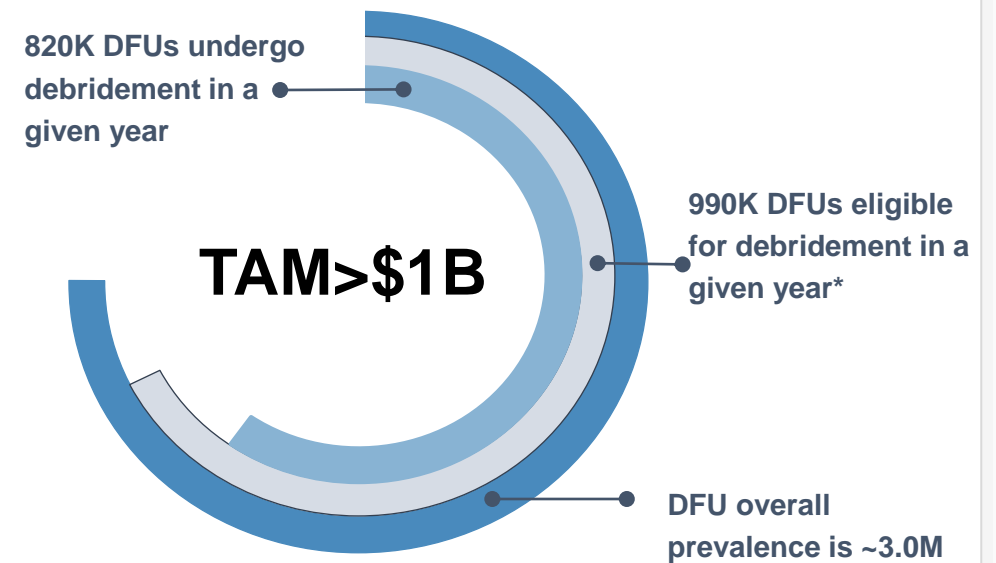 820K DFUs undergo
debridement in a
given year
990K DFUs eligible
for debridement in a
given year*
TAM>$1B
DFU overall
prevalence is ~3.0M